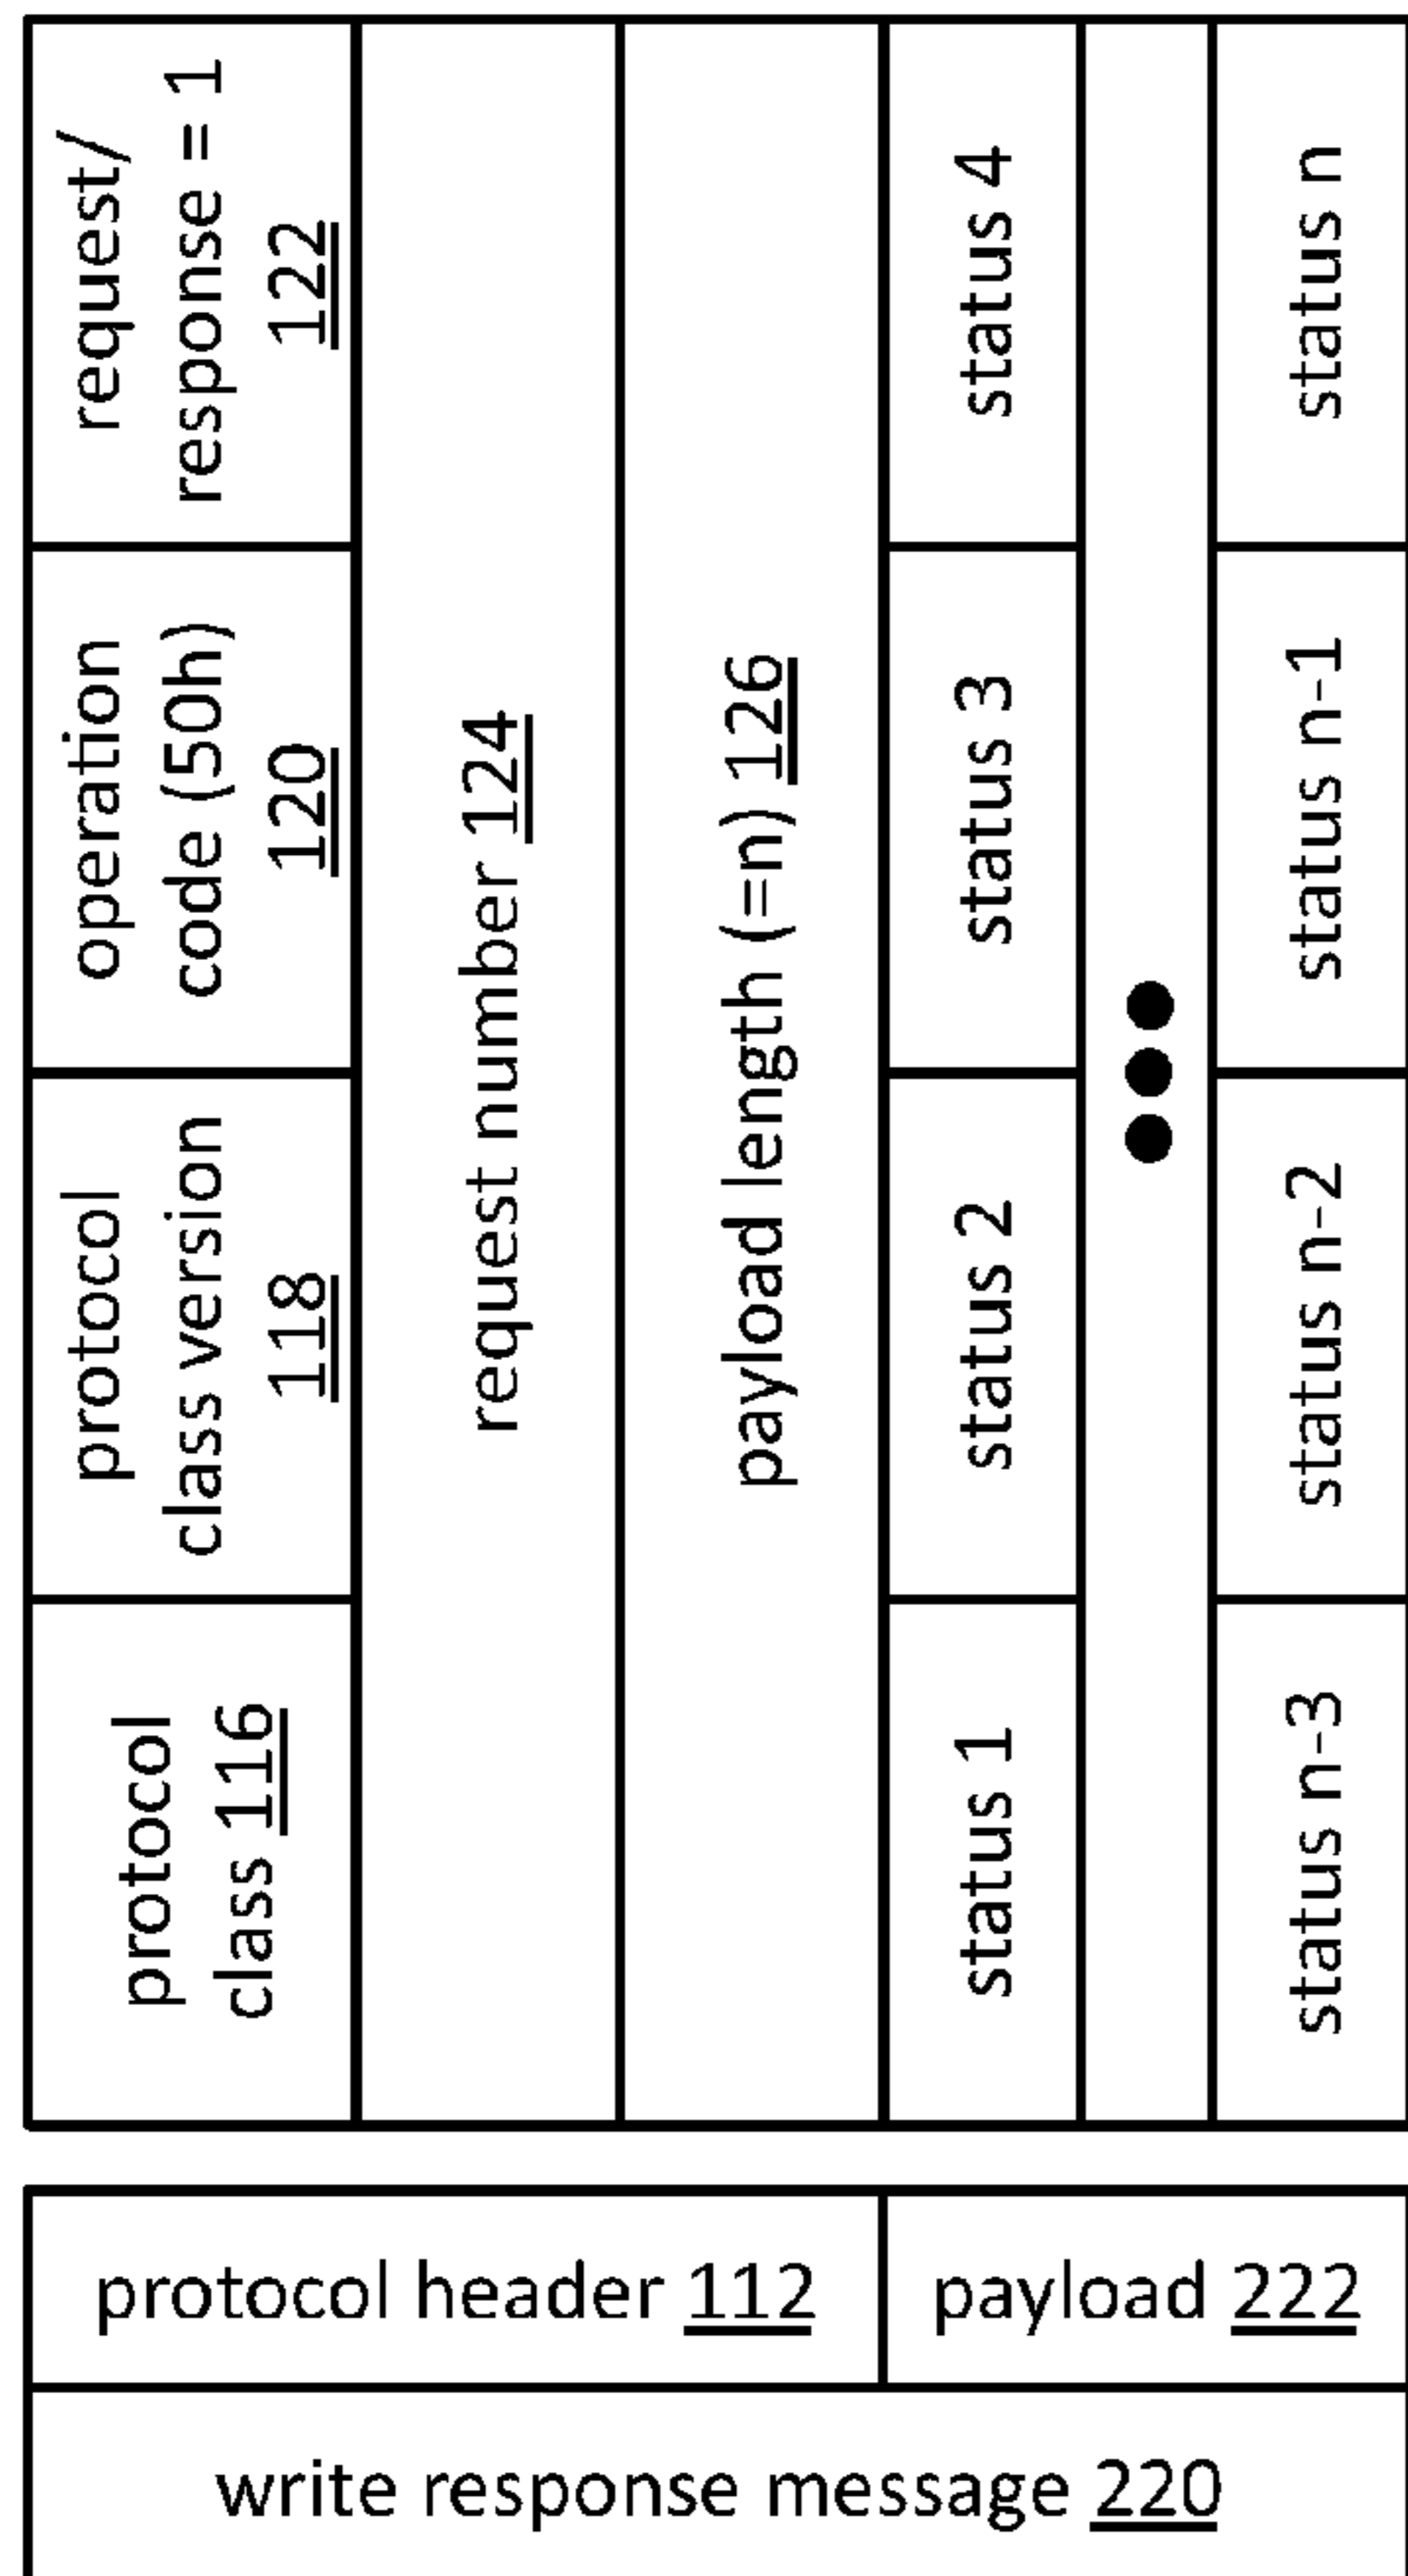 protocol
class 116
protocol
class version
118
operation
code (50h)
120
request/
response = 1
122
request number 124
payload length (=n) 126
status 1
status 2
status 3
status 4
status n-3
status n-2
status n-1
status n
protocol header 112
payload 222
write response message 220